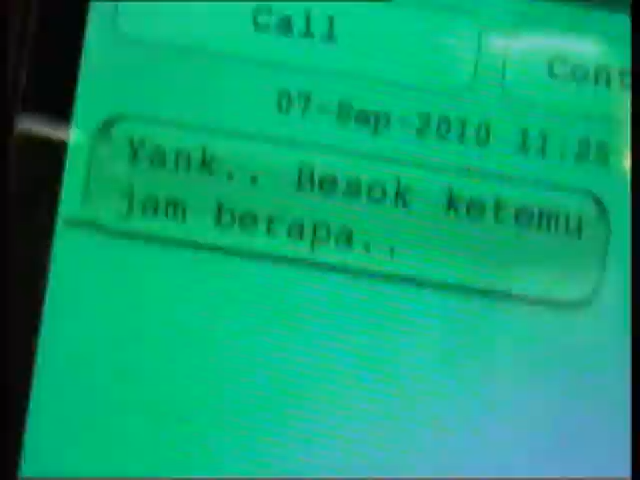 Call
Cont
07-Sep-2010 11:25
Yank.. Besok ketemu
jam berapa..